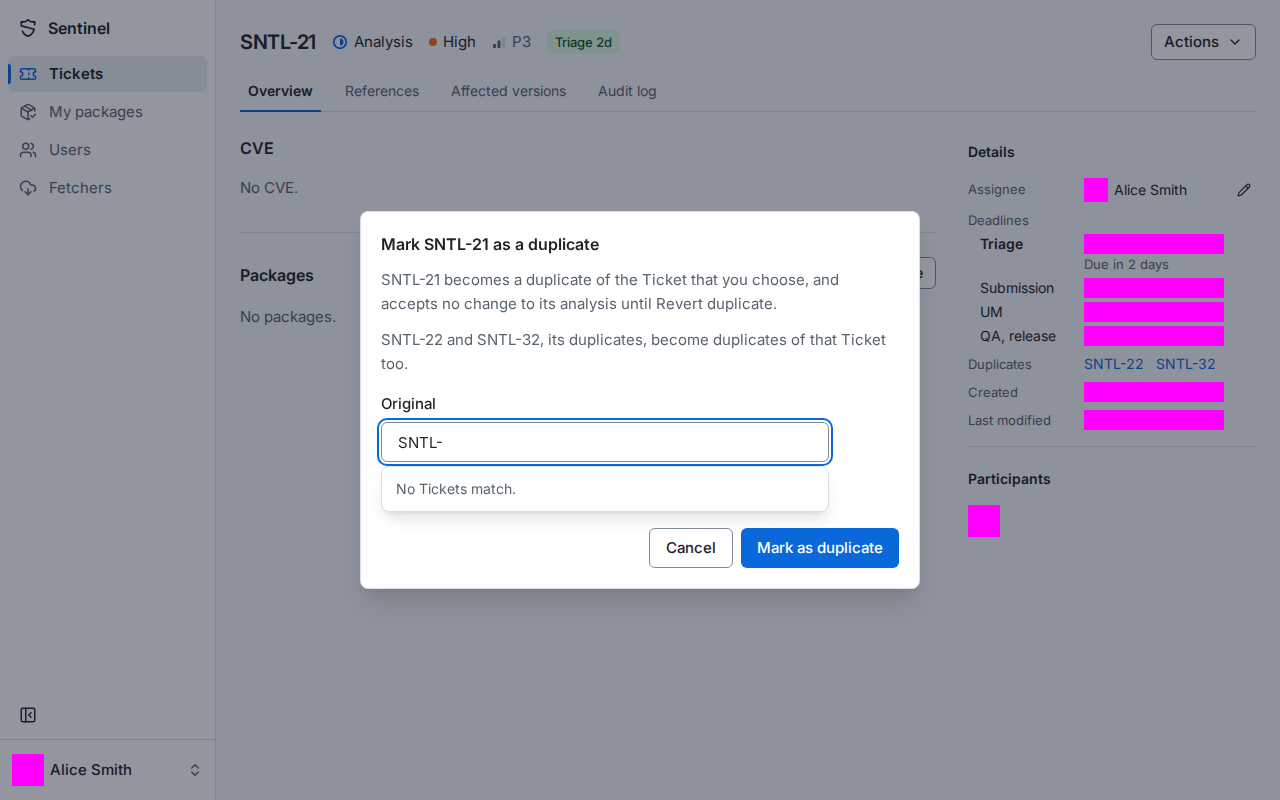 Sentinel
Tickets
My packages
Users
Fetchers
Alice Smith
SNTL-21
Analysis
High
P3
Triage 2d
Actions
Overview
References
Affected versions
Audit log
CVE
No CVE.
Packages
No packages.
Mark SNTL-21 as a duplicate
SNTL-21 becomes a duplicate of the Ticket that you choose, and
accepts no change to its analysis until Revert duplicate.
SNTL-22 and SNTL-32, its duplicates, become duplicates of that Ticket
too.
Original
SNTL-
No Tickets match.
Cancel
Mark as duplicate
Details
Assignee
Alice Smith
Deadlines
Triage
Due in 2 days
Submission
UM
QA, release
Duplicates
SNTL-22 SNTL-32
Created
Last modified
Participants